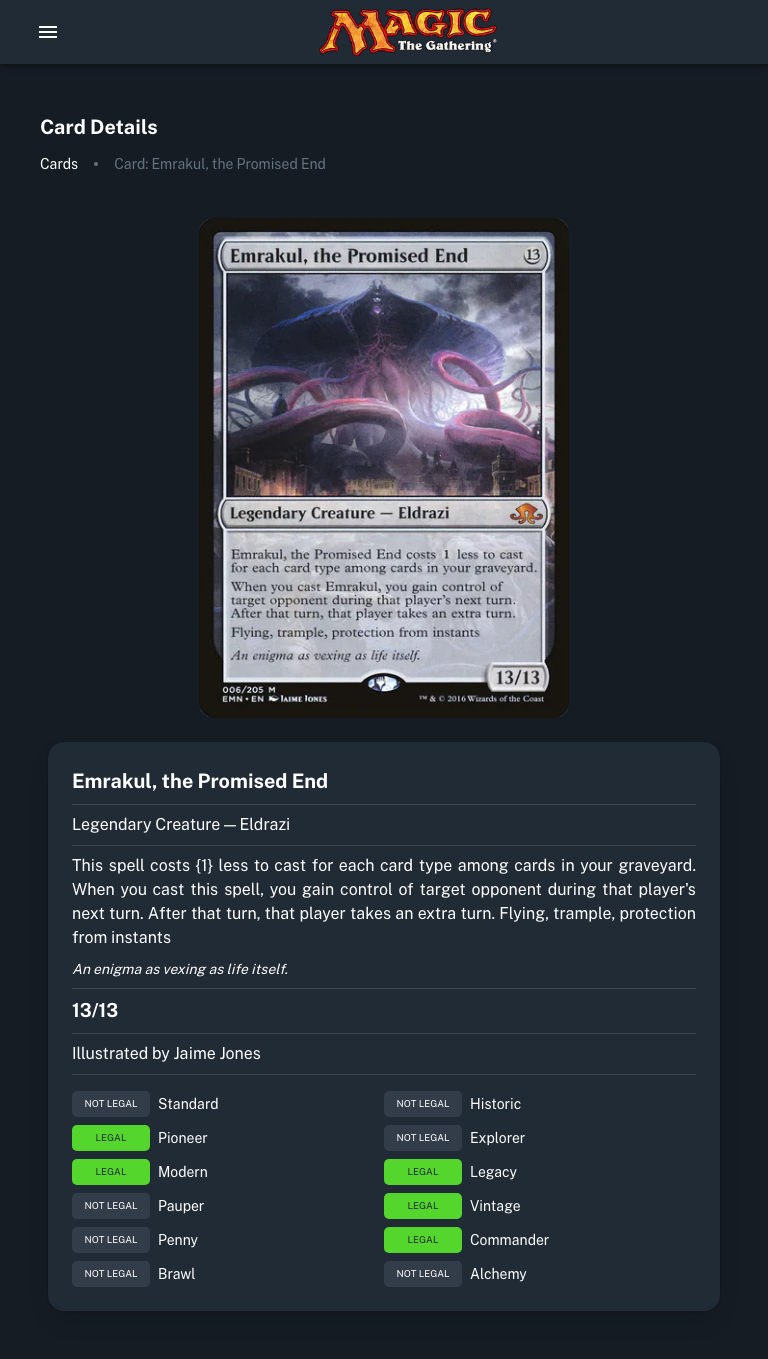 MAGIC
The Gathering®
Card Details
Cards • Card: Emrakul, the Promised End
Emrakul, the Promised End 13
Legendary Creature — Eldrazi
Emrakul, the Promised End costs 1 less to cast
for each card type among cards in your graveyard.
When you cast Emrakul, you gain control of
target opponent during that player's next turn.
After that turn, that player takes an extra turn.
Flying, trample, protection from instants
An enigma as vexing as life itself.
13/13
006/205 M
EMN • EN JAIME JONES ™ & © 2016 Wizards of the Coast
Emrakul, the Promised End
Legendary Creature — Eldrazi
This spell costs {1} less to cast for each card type among cards in your graveyard.
When you cast this spell, you gain control of target opponent during that player's
next turn. After that turn, that player takes an extra turn. Flying, trample, protection
from instants
An enigma as vexing as life itself.
13/13
Illustrated by Jaime Jones
NOT LEGAL Standard NOT LEGAL Historic
LEGAL Pioneer NOT LEGAL Explorer
LEGAL Modern LEGAL Legacy
NOT LEGAL Pauper LEGAL Vintage
NOT LEGAL Penny LEGAL Commander
NOT LEGAL Brawl NOT LEGAL Alchemy